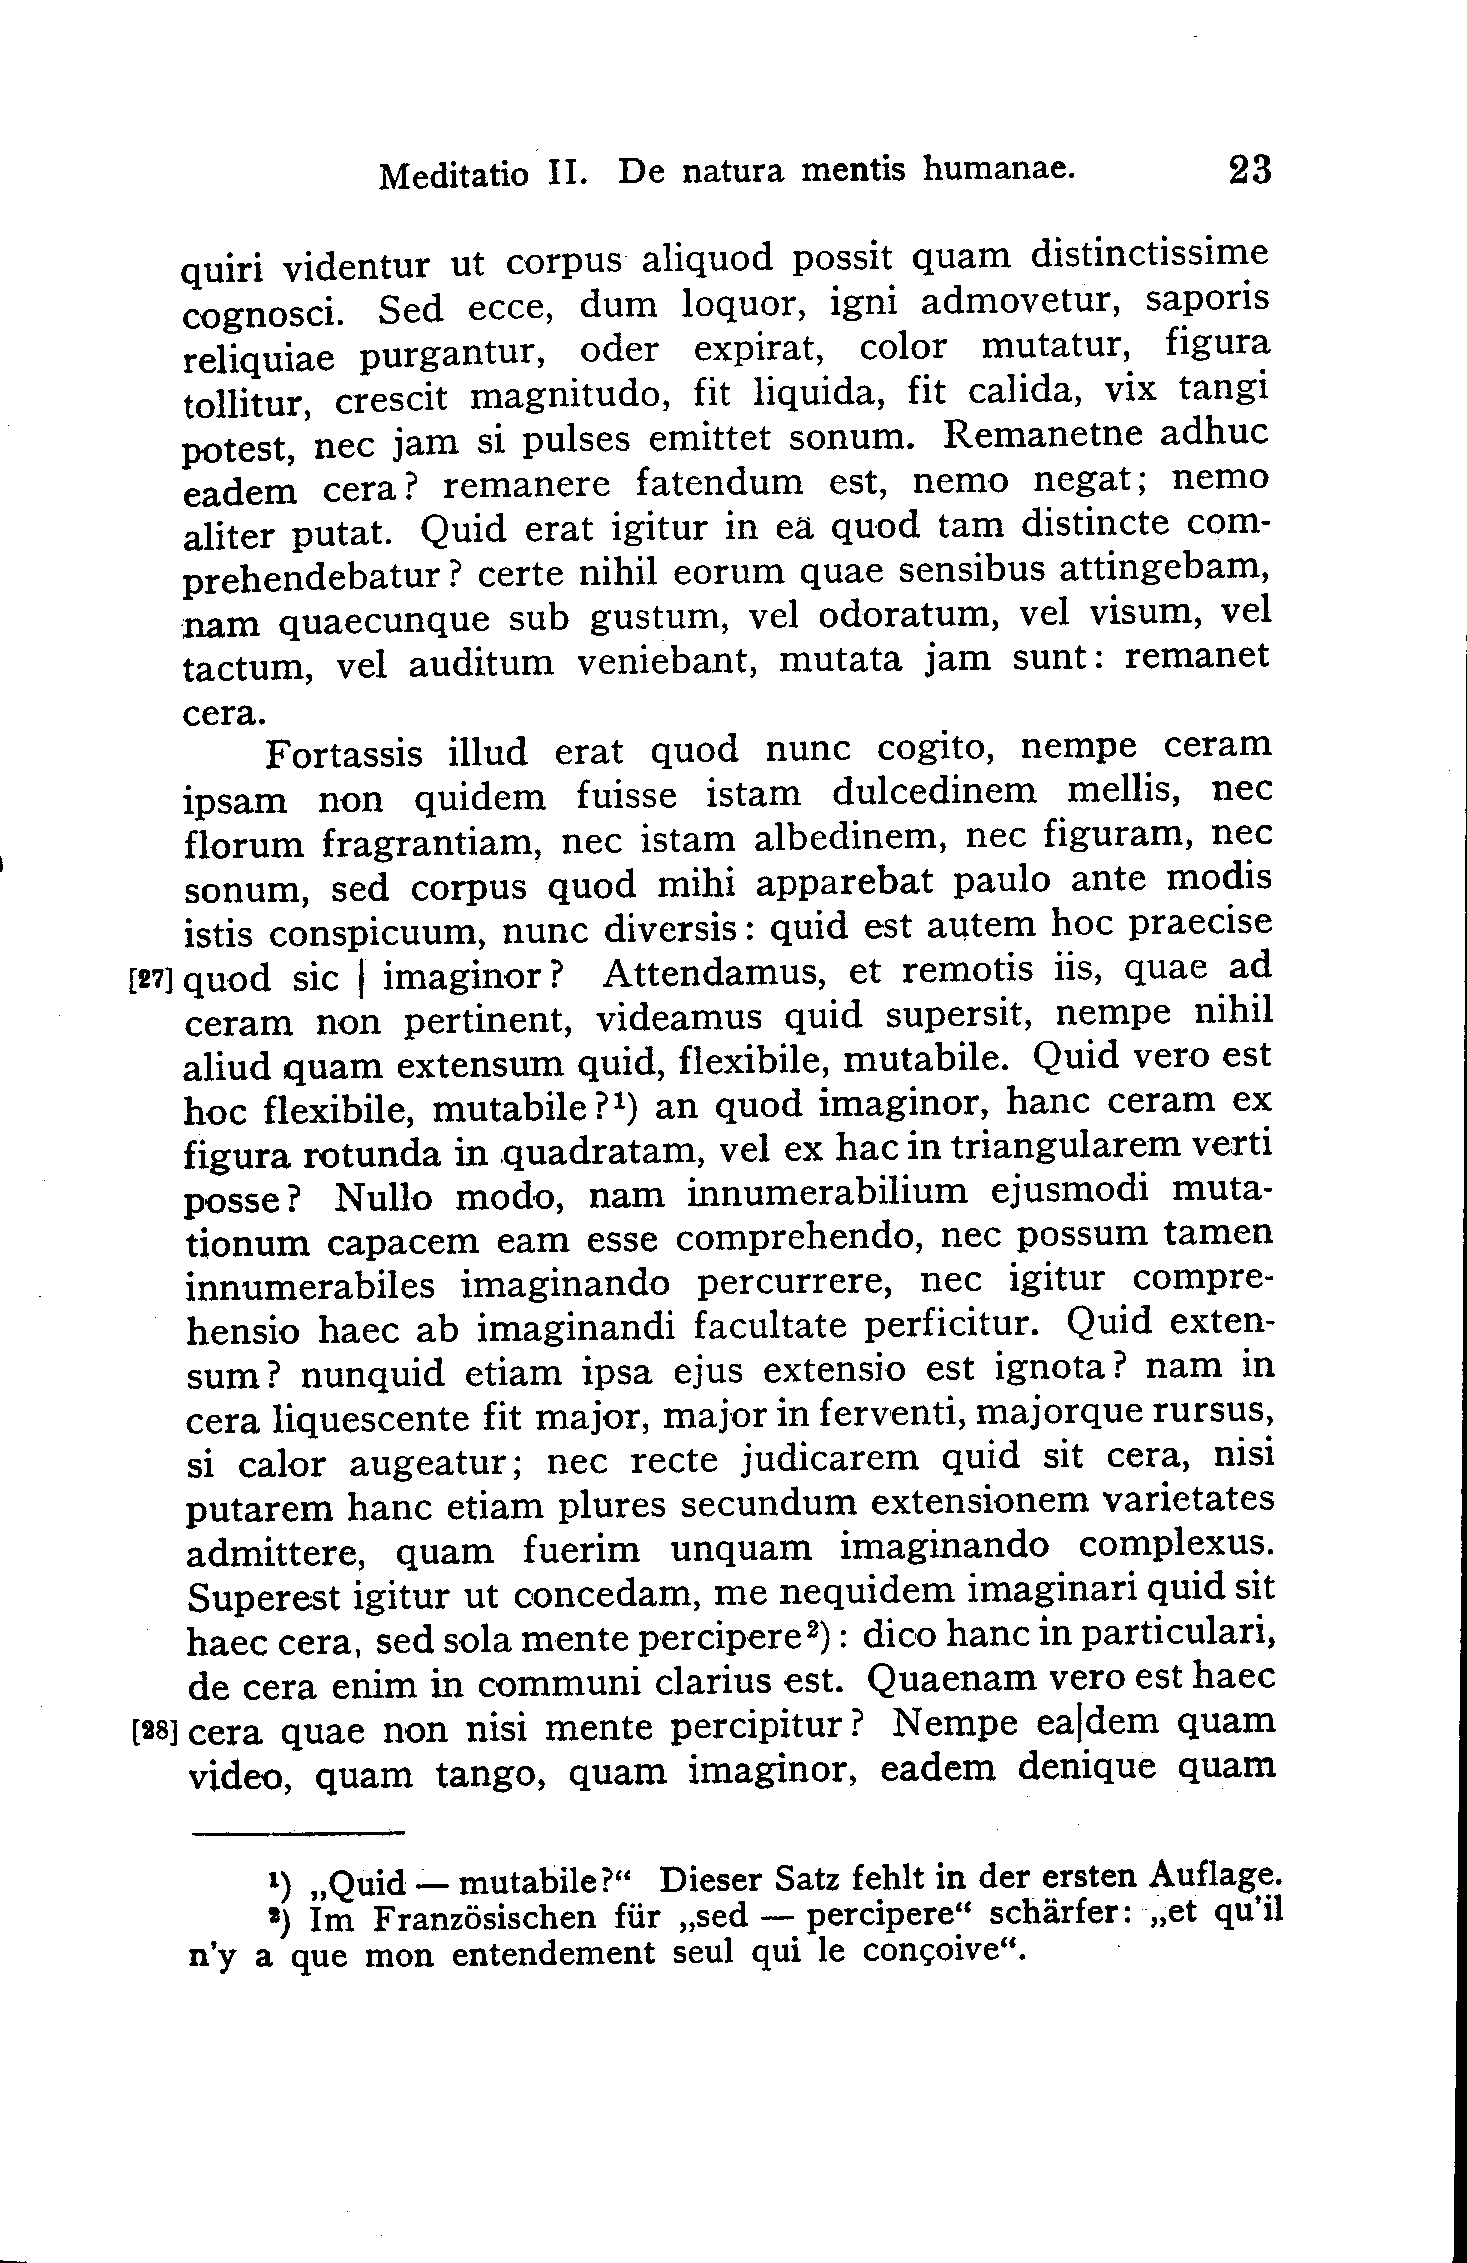 Meditatio II. De natura mentis humanae. 23
quiri videntur ut corpus aliquod possit quam distinctissime
cognosci. Sed ecce, dum loquor, igni admovetur, saporis
reliquiae purgantur, oder expirat, color mutatur, figura
tollitur, crescit magnitudo, fit liquida, fit calida, vix tangi
potest, nec jam si pulses emittet sonum. Remanetne adhuc
eadem cera? remanere fatendum est, nemo negat; nemo
aliter putat. Quid erat igitur in eä quod tam distincte com-
prehendebatur? certe nihil eorum quae sensibus attingebam,
nam quaecunque sub gustum, vel odoratum, vel visum, vel
tactum, vel auditum veniebant, mutata jam sunt: remanet
cera.
Fortassis illud erat quod nunc cogito, nempe ceram
ipsam non quidem fuisse istam dulcedinem mellis, nec
florum fragrantiam, nec istam albedinem, nec figuram, nec
sonum, sed corpus quod mihi apparebat paulo ante modis
istis conspicuum, nunc diversis: quid est autem hoc praecise
[27] quod sic | imaginor? Attendamus, et remotis iis, quae ad
ceram non pertinent, videamus quid supersit, nempe nihil
aliud quam extensum quid, flexibile, mutabile. Quid vero est
hoc flexibile, mutabile?¹) an quod imaginor, hanc ceram ex
figura rotunda in quadratam, vel ex hac in triangularem verti
posse? Nullo modo, nam innumerabilium ejusmodi muta-
tionum capacem eam esse comprehendo, nec possum tamen
innumerabiles imaginando percurrere, nec igitur compre-
hensio haec ab imaginandi facultate perficitur. Quid exten-
sum? nunquid etiam ipsa ejus extensio est ignota? nam in
cera liquescente fit major, major in ferventi, majorque rursus,
si calor augeatur; nec recte judicarem quid sit cera, nisi
putarem hanc etiam plures secundum extensionem varietates
admittere, quam fuerim unquam imaginando complexus.
Superest igitur ut concedam, me nequidem imaginari quid sit
haec cera, sed sola mente percipere²): dico hanc in particulari,
de cera enim in communi clarius est. Quaenam vero est haec
[28] cera quae non nisi mente percipitur? Nempe ea|dem quam
video, quam tango, quam imaginor, eadem denique quam
¹) „Quid — mutabile?“ Dieser Satz fehlt in der ersten Auflage.
²) Im Französischen für „sed — percipere“ schärfer: „et qu'il
n'y a que mon entendement seul qui le conçoive“.